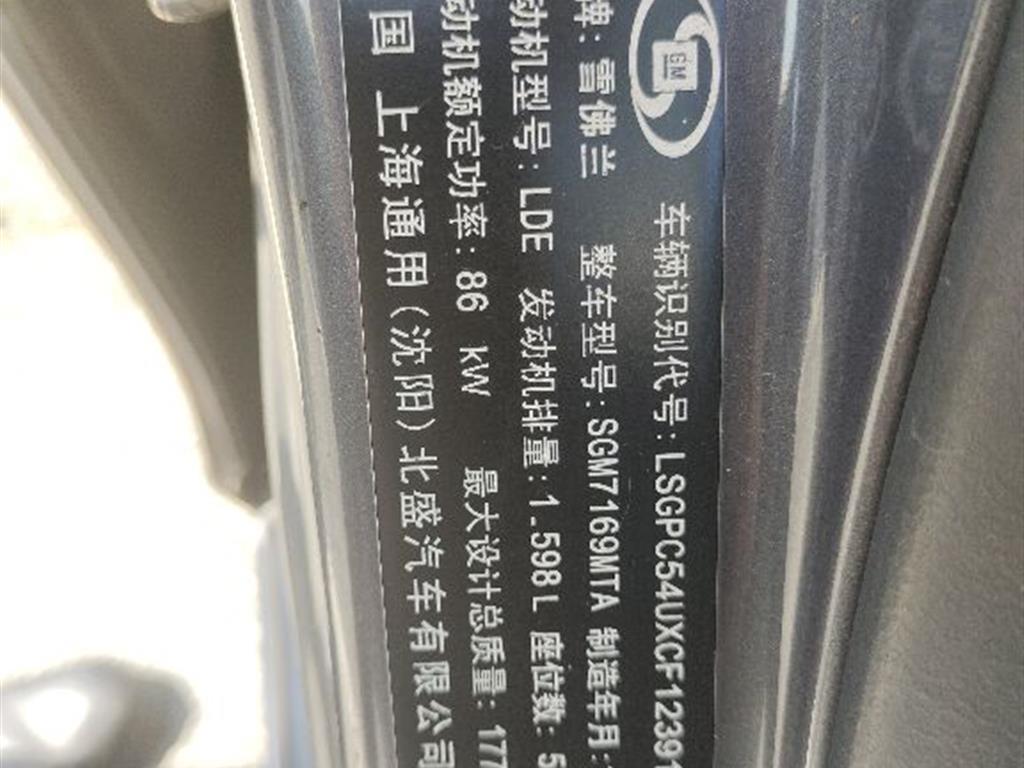 GM
车辆识别代号:LSGPC54UXCF12391
牌: 雪佛兰 整车型号:SGM7169MTA 制造年月:
动机型号:LDE 发动机排量:1.598L 座位数:5
动机额定功率:86 kW 最大设计总质量:177
国 上海通用(沈阳)北盛汽车有限公司